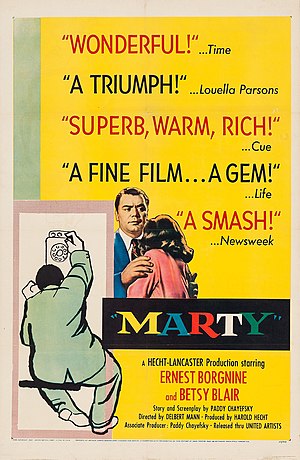 "WONDERFUL!" ...Time
"A TRIUMPH!" ...Louella Parsons
"SUPERB, WARM, RICH!"
...Cue
"A FINE FILM...A GEM!"
...Life
"A SMASH!"
...Newsweek
"MARTY"
A HECHT-LANCASTER Production starring
ERNEST BORGNINE
and BETSY BLAIR
Story and Screenplay by PADDY CHAYEFSKY
Directed by DELBERT MANN · Produced by HAROLD HECHT
Associate Producer: Paddy Chayefsky · Released thru UNITED ARTISTS